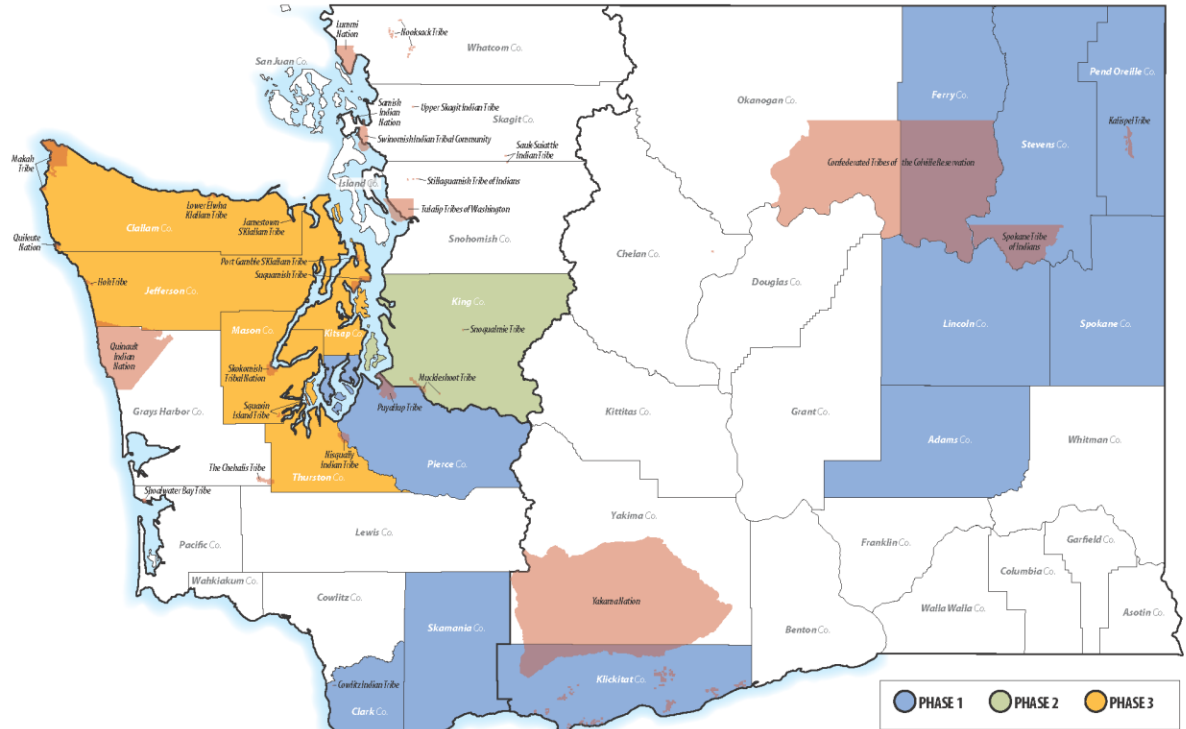 Lummi
Nation
Nooksack Tribe
Whatcom Co.
San Juan Co.
Samish
Indian
Nation
Upper Skagit Indian Tribe
Skagit Co.
Swinomish Indian Tribal Community
Sauk-Suiattle
Indian Tribe
Stillaguamish Tribe of Indians
Island Co.
Tulalip Tribes of Washington
Snohomish Co.
Makah
Tribe
Lower Elwha
Klallam Tribe
Jamestown
S'Klallam Tribe
Clallam Co.
Quileute
Nation
Port Gamble S'Klallam Tribe
Suquamish Tribe
Hoh Tribe
Jefferson Co.
King Co.
Snoqualmie Tribe
Mason Co.
Kitsap Co.
Quinault
Indian
Nation
Skokomish
Tribal Nation
Muckleshoot Tribe
Squaxin
Island Tribe
Puyallup Tribe
Grays Harbor Co.
Nisqually
Indian Tribe
Pierce Co.
The Chehalis Tribe
Thurston Co.
Shoalwater Bay Tribe
Pacific Co.
Lewis Co.
Wahkiakum Co.
Cowlitz Co.
Skamania Co.
Cowlitz Indian Tribe
Clark Co.
Okanogan Co.
Ferry Co.
Pend Oreille Co.
Kalispel Tribe
Stevens Co.
Confederated Tribes of the Colville Reservation
Spokane Tribe
of Indians
Chelan Co.
Douglas Co.
Lincoln Co.
Spokane Co.
Kittitas Co.
Grant Co.
Adams Co.
Whitman Co.
Yakima Co.
Franklin Co.
Garfield Co.
Columbia Co.
Yakama Nation
Benton Co.
Walla Walla Co.
Asotin Co.
Klickitat Co.
PHASE 1
PHASE 2
PHASE 3